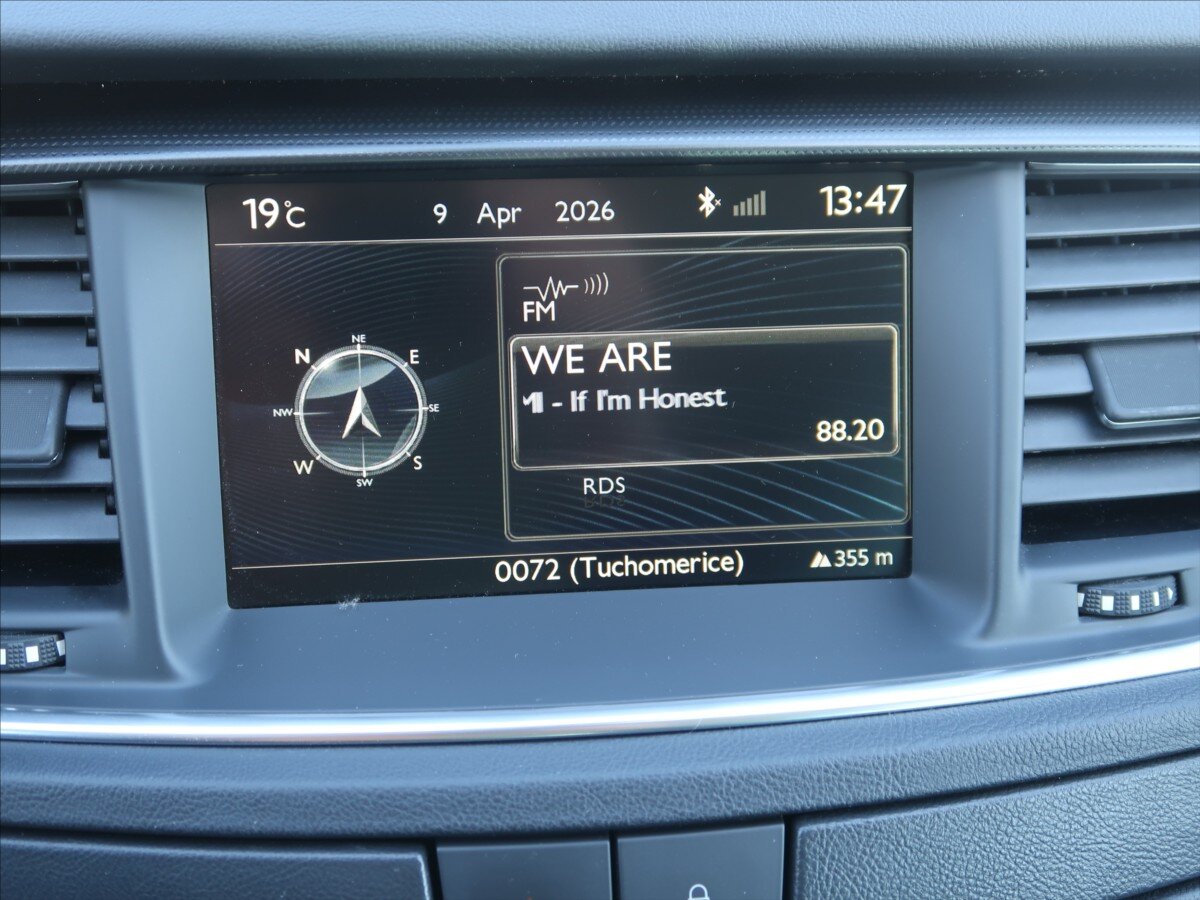 19°C 9 Apr 2026 13:47
FM
WE ARE
- If I'm Honest
88.20
RDS
NE
N E
NW SE
W S
SW
0072 (Tuchomerice) 355 m